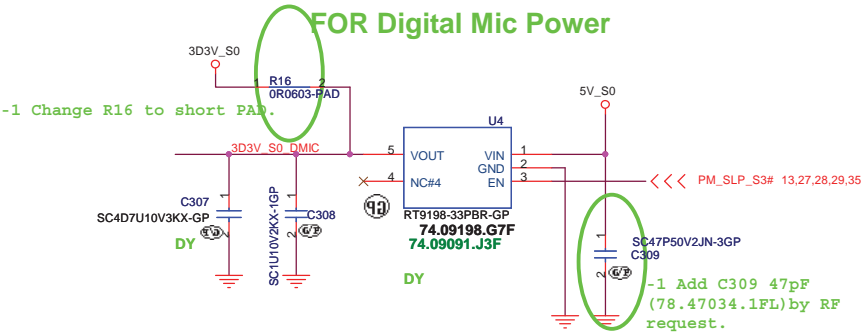 FOR Digital Mic Power
3D3V_S0
1 R16 2
0R0603-PAD
-1 Change R16 to short PAD.
5V_S0
U4
3D3V_S0_DMIC
5 VOUT VIN 1
GND 2
4 NC#4 EN 3
PM_SLP_S3# 13,27,28,29,35
RT9198-33PBR-GP
74.09198.G7F
74.09091.J3F
DY
1
C307
SC4D7U10V3KX-GP
2
DY
1
C308
SC1U10V2KX-1GP
2
1
SC47P50V2JN-3GP
C309
2
-1 Add C309 47pF
(78.47034.1FL)by RF
request.